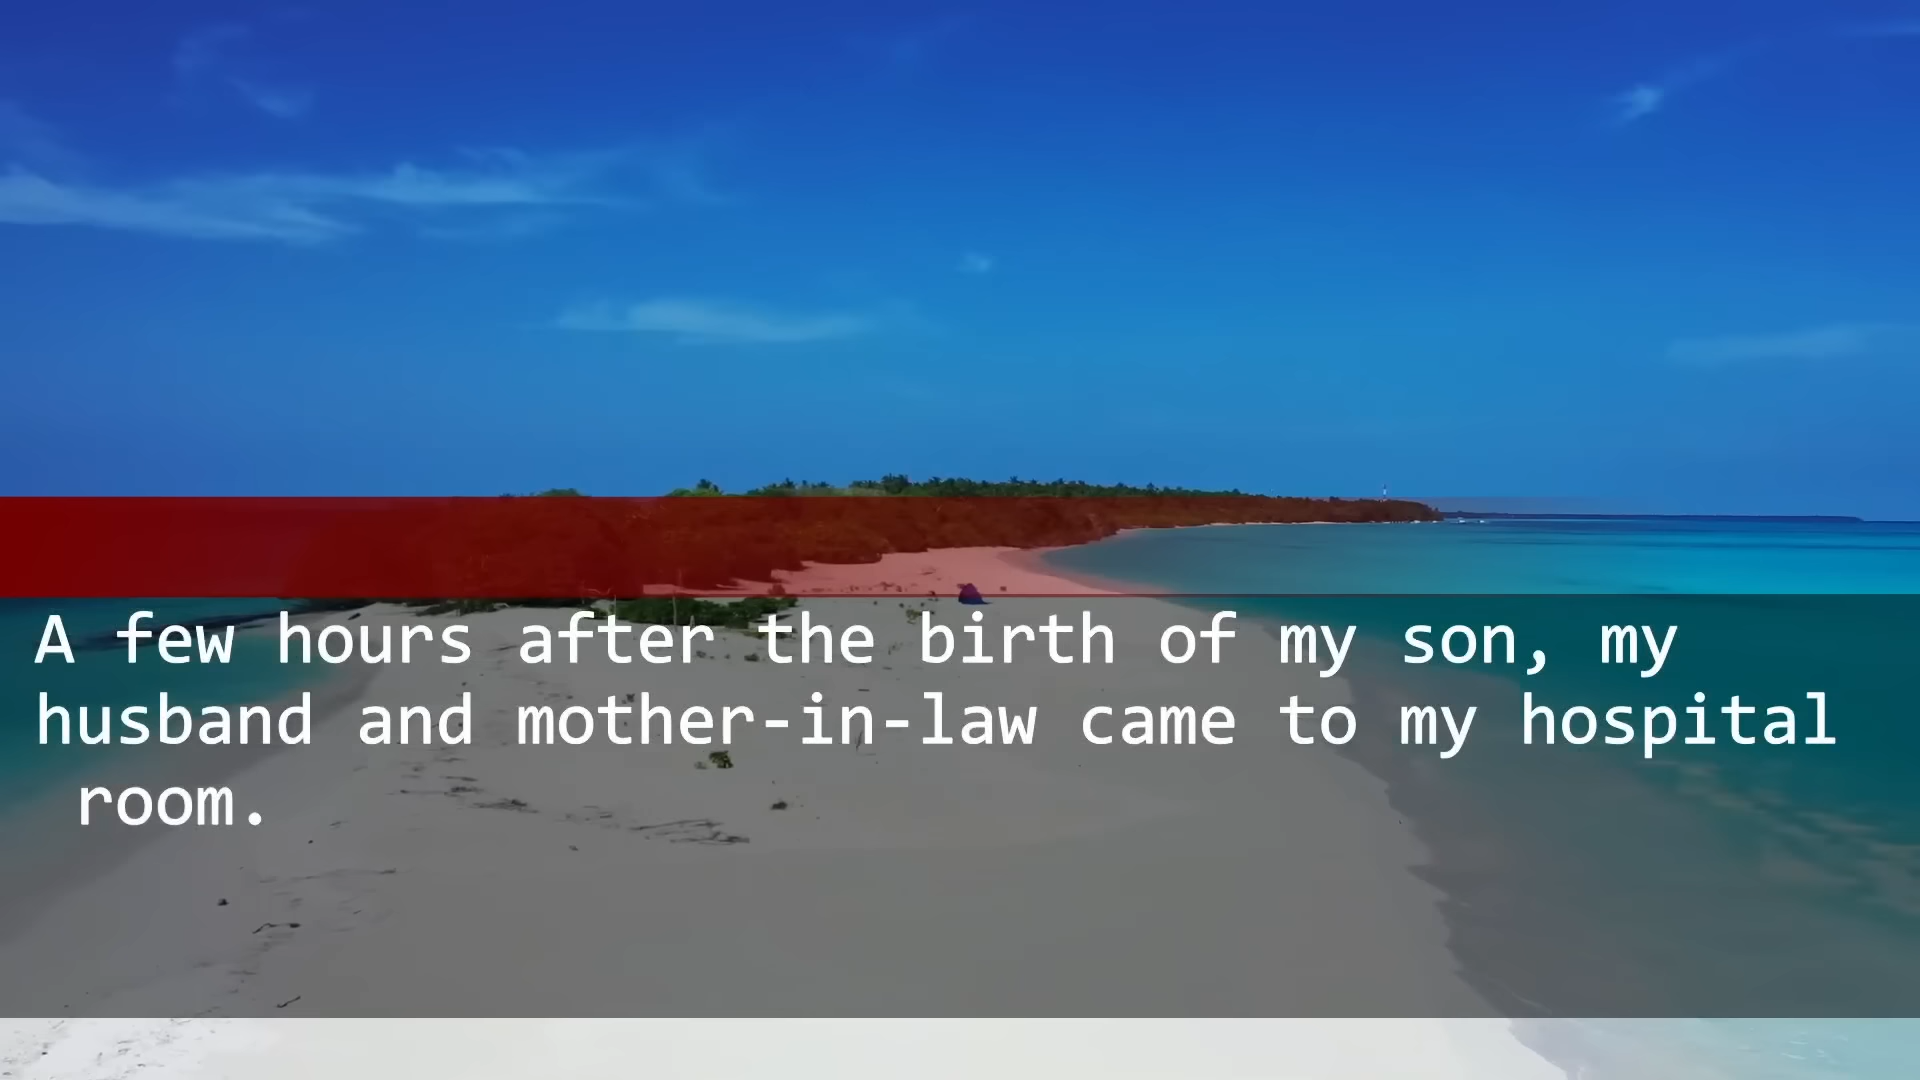 A few hours after the birth of my son, my
husband and mother-in-law came to my hospital
room.